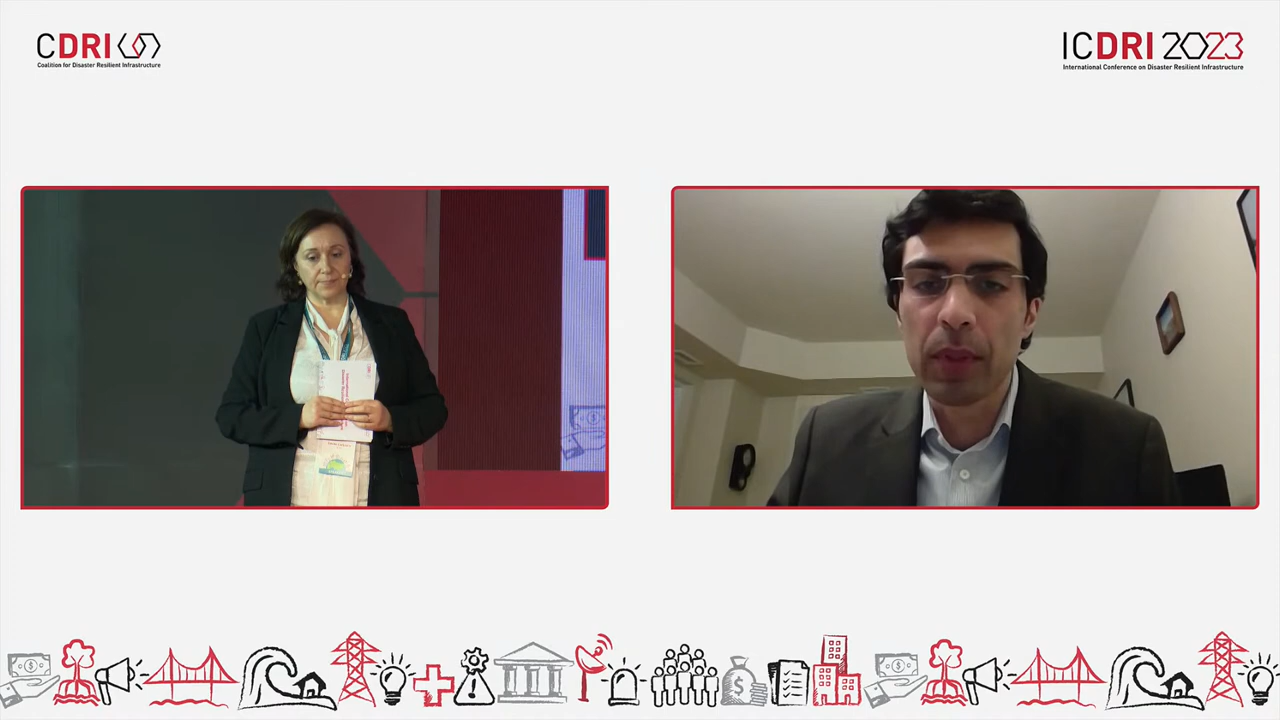 CDRI
Coalition for Disaster Resilient Infrastructure
ICDRI 2023
International Conference on Disaster Resilient Infrastructure